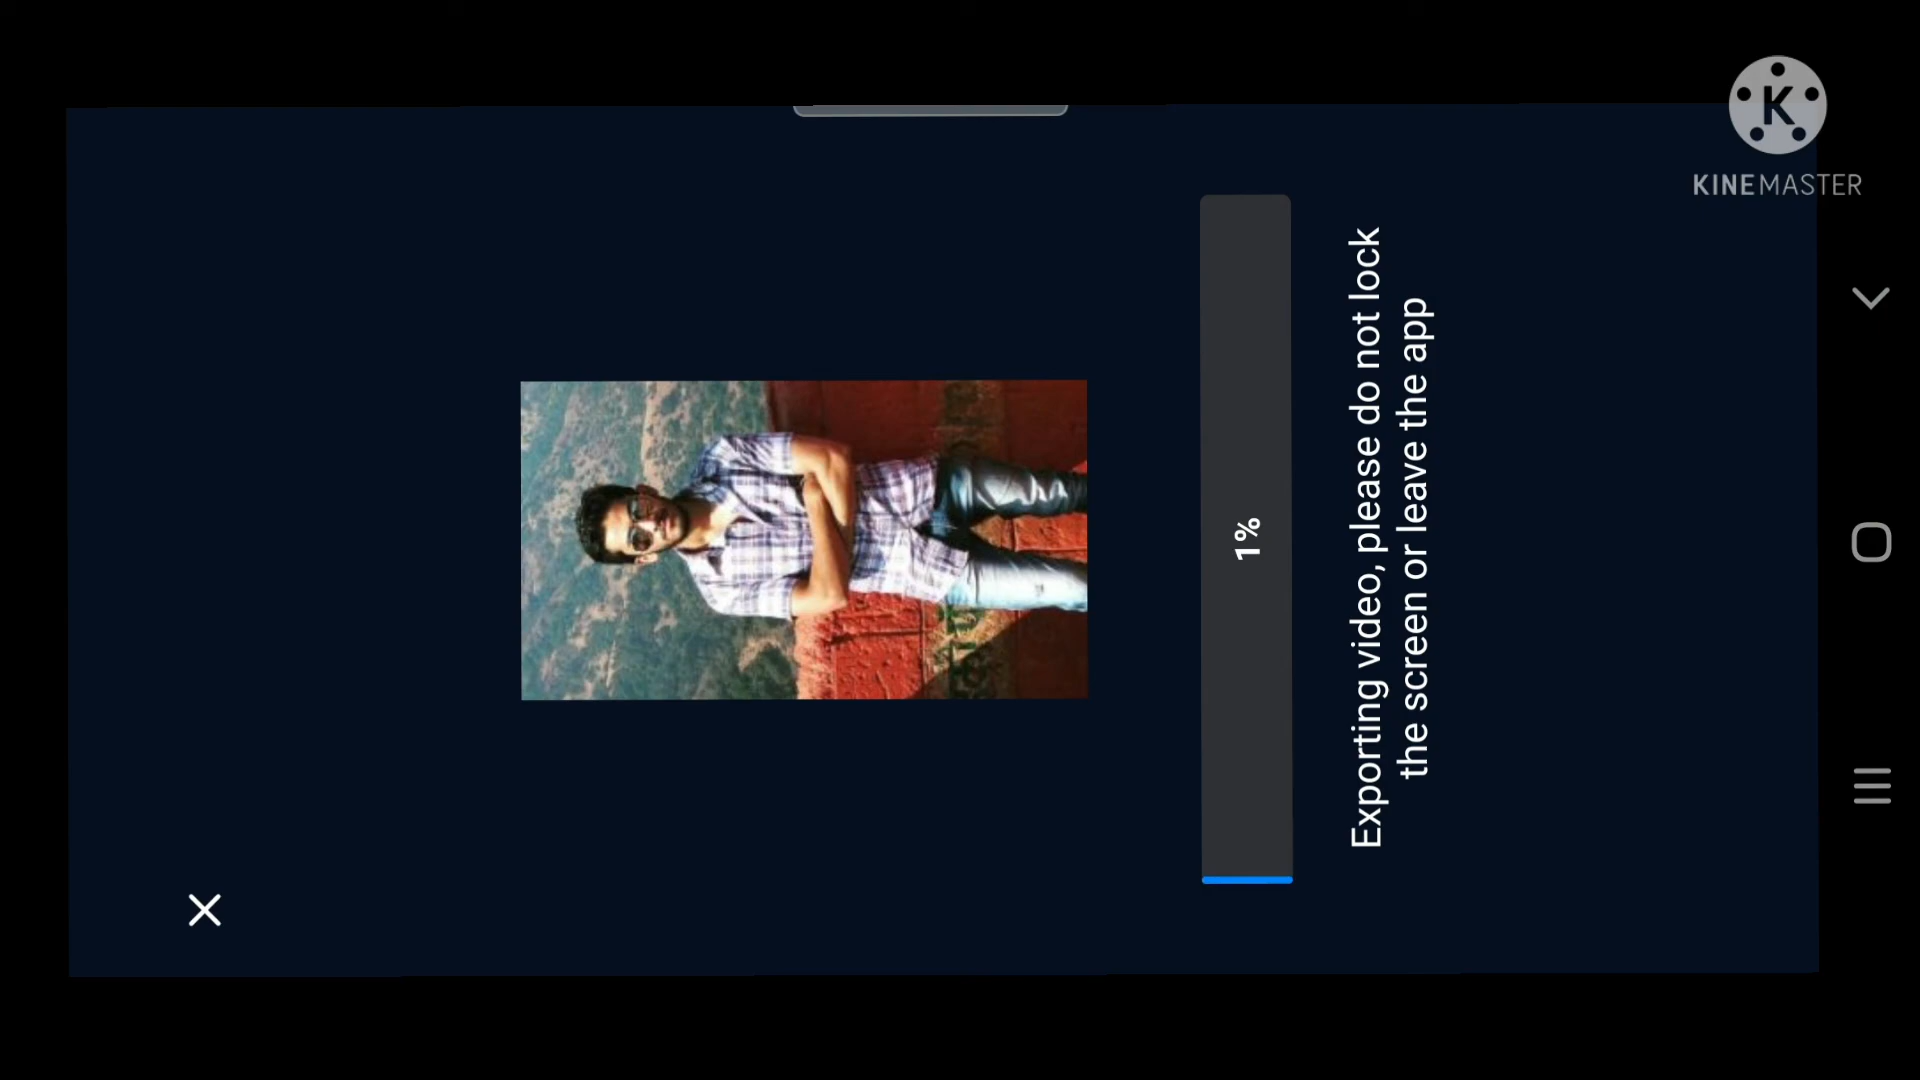 KINEMASTER
1%
Exporting video, please do not lock
the screen or leave the app